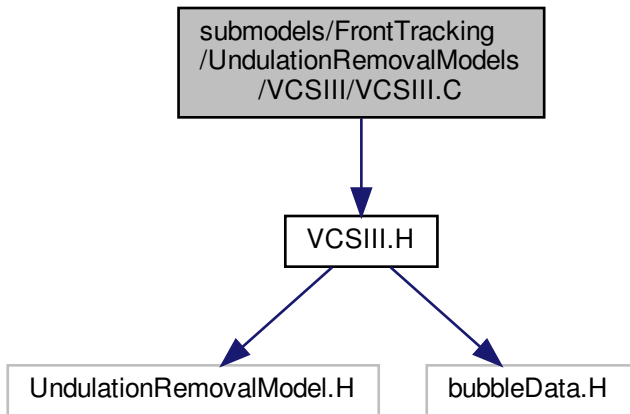 submodels/FrontTracking
/UndulationRemovalModels
/VCSIII/VCSIII.C
VCSIII.H
UndulationRemovalModel.H
bubbleData.H